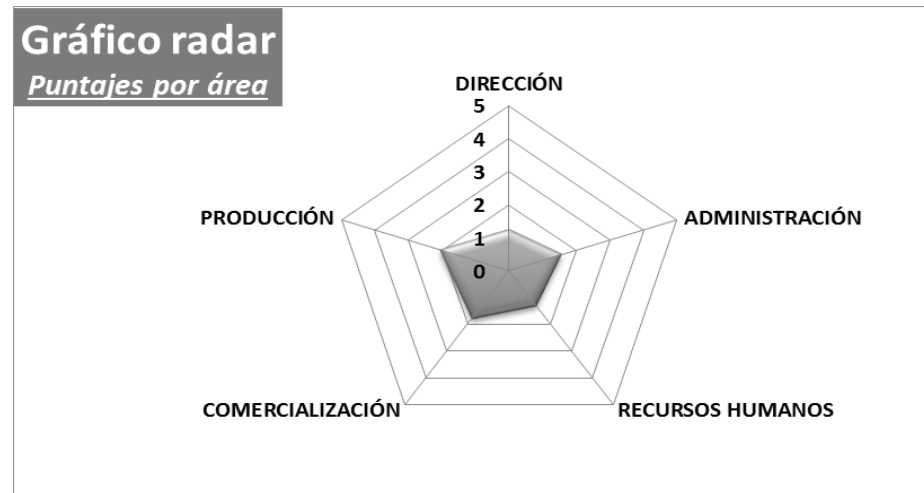 Gráfico radar
Puntajes por área
DIRECCIÓN
5
4
3
2
1
0
PRODUCCIÓN
ADMINISTRACIÓN
COMERCIALIZACIÓN
RECURSOS HUMANOS